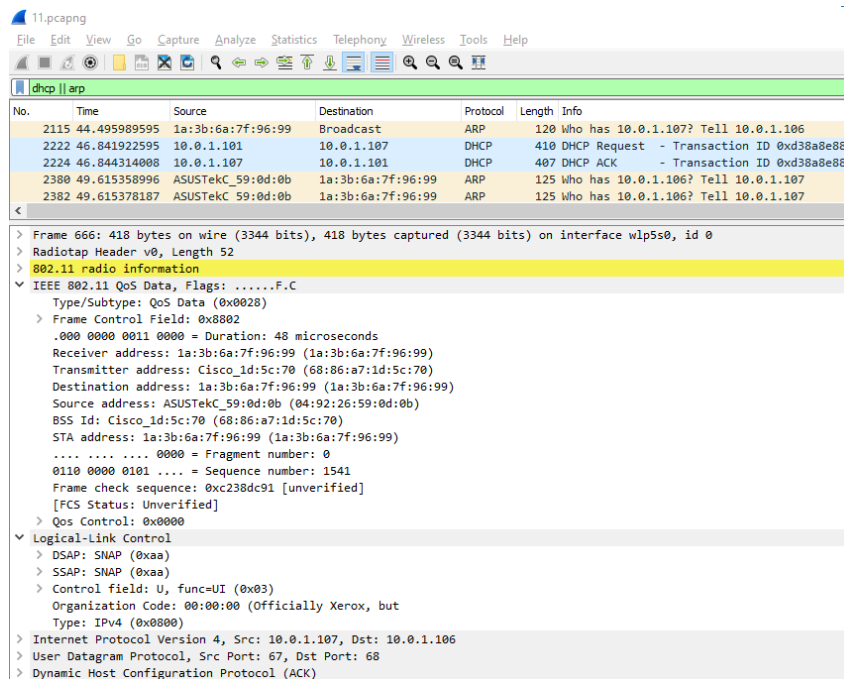 11.pcapng
File Edit View Go Capture Analyze Statistics Telephony Wireless Tools Help
dhcp || arp
No. Time Source Destination Protocol Length Info
2115 44.495989595 1a:3b:6a:7f:96:99 Broadcast ARP 120 Who has 10.0.1.107? Tell 10.0.1.106
2222 46.841922595 10.0.1.101 10.0.1.107 DHCP 410 DHCP Request - Transaction ID 0xd38a8e88
2224 46.844314008 10.0.1.107 10.0.1.101 DHCP 407 DHCP ACK - Transaction ID 0xd38a8e88
2380 49.615358996 ASUSTekC_59:0d:0b 1a:3b:6a:7f:96:99 ARP 125 Who has 10.0.1.106? Tell 10.0.1.107
2382 49.615378187 ASUSTekC_59:0d:0b 1a:3b:6a:7f:96:99 ARP 125 Who has 10.0.1.106? Tell 10.0.1.107
Frame 666: 418 bytes on wire (3344 bits), 418 bytes captured (3344 bits) on interface wlp5s0, id 0
Radiotap Header v0, Length 52
802.11 radio information
IEEE 802.11 QoS Data, Flags: ......F.C
Type/Subtype: QoS Data (0x0028)
Frame Control Field: 0x8802
.000 0000 0011 0000 = Duration: 48 microseconds
Receiver address: 1a:3b:6a:7f:96:99 (1a:3b:6a:7f:96:99)
Transmitter address: Cisco_1d:5c:70 (68:86:a7:1d:5c:70)
Destination address: 1a:3b:6a:7f:96:99 (1a:3b:6a:7f:96:99)
Source address: ASUSTekC_59:0d:0b (04:92:26:59:0d:0b)
BSS Id: Cisco_1d:5c:70 (68:86:a7:1d:5c:70)
STA address: 1a:3b:6a:7f:96:99 (1a:3b:6a:7f:96:99)
.... .... .... 0000 = Fragment number: 0
0110 0000 0101 .... = Sequence number: 1541
Frame check sequence: 0xc238dc91 [unverified]
[FCS Status: Unverified]
Qos Control: 0x0000
Logical-Link Control
DSAP: SNAP (0xaa)
SSAP: SNAP (0xaa)
Control field: U, func=UI (0x03)
Organization Code: 00:00:00 (Officially Xerox, but
Type: IPv4 (0x0800)
Internet Protocol Version 4, Src: 10.0.1.107, Dst: 10.0.1.106
User Datagram Protocol, Src Port: 67, Dst Port: 68
Dynamic Host Configuration Protocol (ACK)